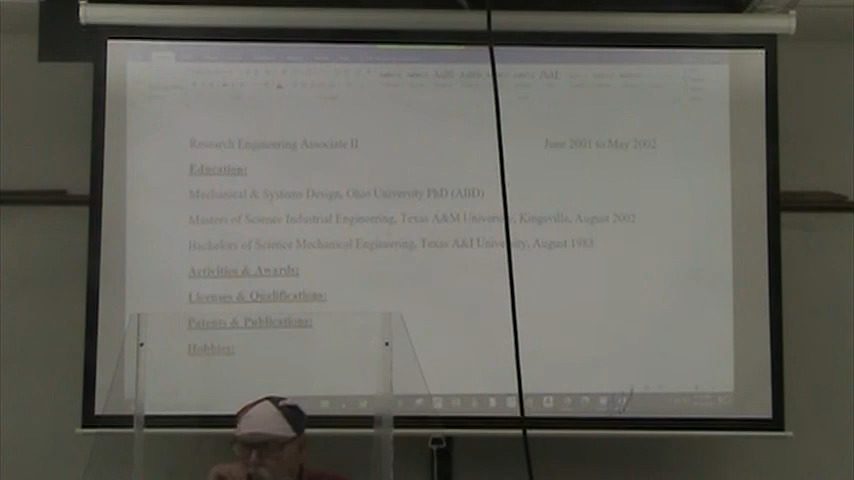 Research Engineering Associate II June 2001 to May 2002
Education:
Mechanical & Systems Design, Ohio University PhD (ABD)
Masters of Science Industrial Engineering, Texas A&M University, Kingsville, August 2002
Bachelors of Science Mechanical Engineering, Texas A&I University, August 1983
Activities & Awards:
Licenses & Qualifications:
Patents & Publications:
Hobbies: